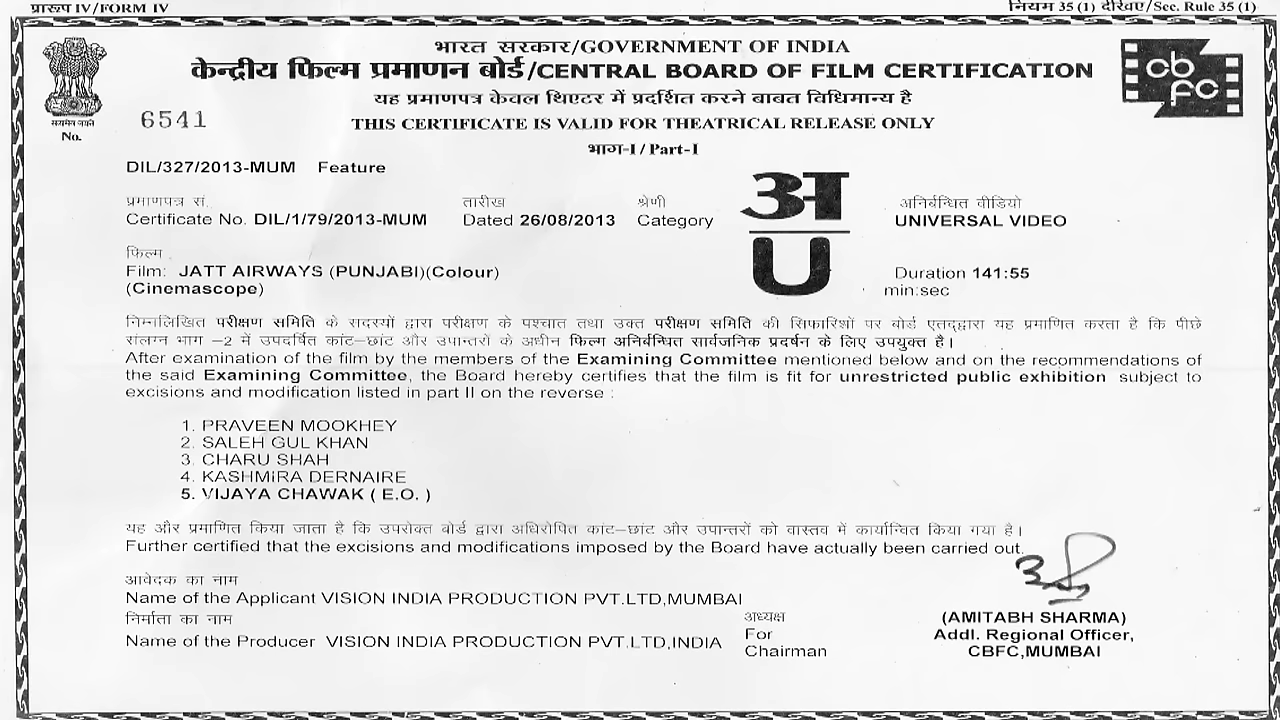 प्रारूप IV/FORM IV
नियम 35 (1) देखिए/See. Rule 35 (1)
भारत सरकार/GOVERNMENT OF INDIA
केन्द्रीय फिल्म प्रमाणन बोर्ड/CENTRAL BOARD OF FILM CERTIFICATION
cbfc
यह प्रमाणपत्र केवल थिएटर में प्रदर्शित करने बाबत विधिमान्य है
सत्यमेव जयते
No. 6541
THIS CERTIFICATE IS VALID FOR THEATRICAL RELEASE ONLY
भाग-I / Part-I
DIL/327/2013-MUM Feature
प्रमाणपत्र सं. तारीख श्रेणी अ अनिर्बन्धित वीडियो
Certificate No. DIL/1/79/2013-MUM Dated 26/08/2013 Category U UNIVERSAL VIDEO
फिल्म
Film: JATT AIRWAYS (PUNJABI)(Colour) Duration 141:55
(Cinemascope) min:sec
निम्नलिखित परीक्षण समिति के सदस्यों द्वारा परीक्षण के पश्चात तथा उक्त परीक्षण समिति की सिफारिशों पर बोर्ड एतद्द्वारा यह प्रमाणित करता है कि पीछे
संलग्न भाग -2 में उपदर्षित कांट-छांट और उपान्तरों के अधीन फिल्म अनिर्बन्धित सार्वजनिक प्रदर्षन के लिए उपयुक्त है।
After examination of the film by the members of the Examining Committee mentioned below and on the recommendations of
the said Examining Committee, the Board hereby certifies that the film is fit for unrestricted public exhibition subject to
excisions and modification listed in part II on the reverse :
1. PRAVEEN MOOKHEY
2. SALEH GUL KHAN
3. CHARU SHAH
4. KASHMIRA DERNAIRE
5. VIJAYA CHAWAK ( E.O. )
यह और प्रमाणित किया जाता है कि उपरोक्त बोर्ड द्वारा अधिरोपित कांट-छांट और उपान्तरों को वास्तव में कार्यान्वित किया गया है।
Further certified that the excisions and modifications imposed by the Board have actually been carried out.
आवेदक का नाम
Name of the Applicant VISION INDIA PRODUCTION PVT.LTD,MUMBAI
निर्माता का नाम
Name of the Producer VISION INDIA PRODUCTION PVT.LTD,INDIA
अध्यक्ष
For
Chairman
(AMITABH SHARMA)
Addl. Regional Officer,
CBFC,MUMBAI